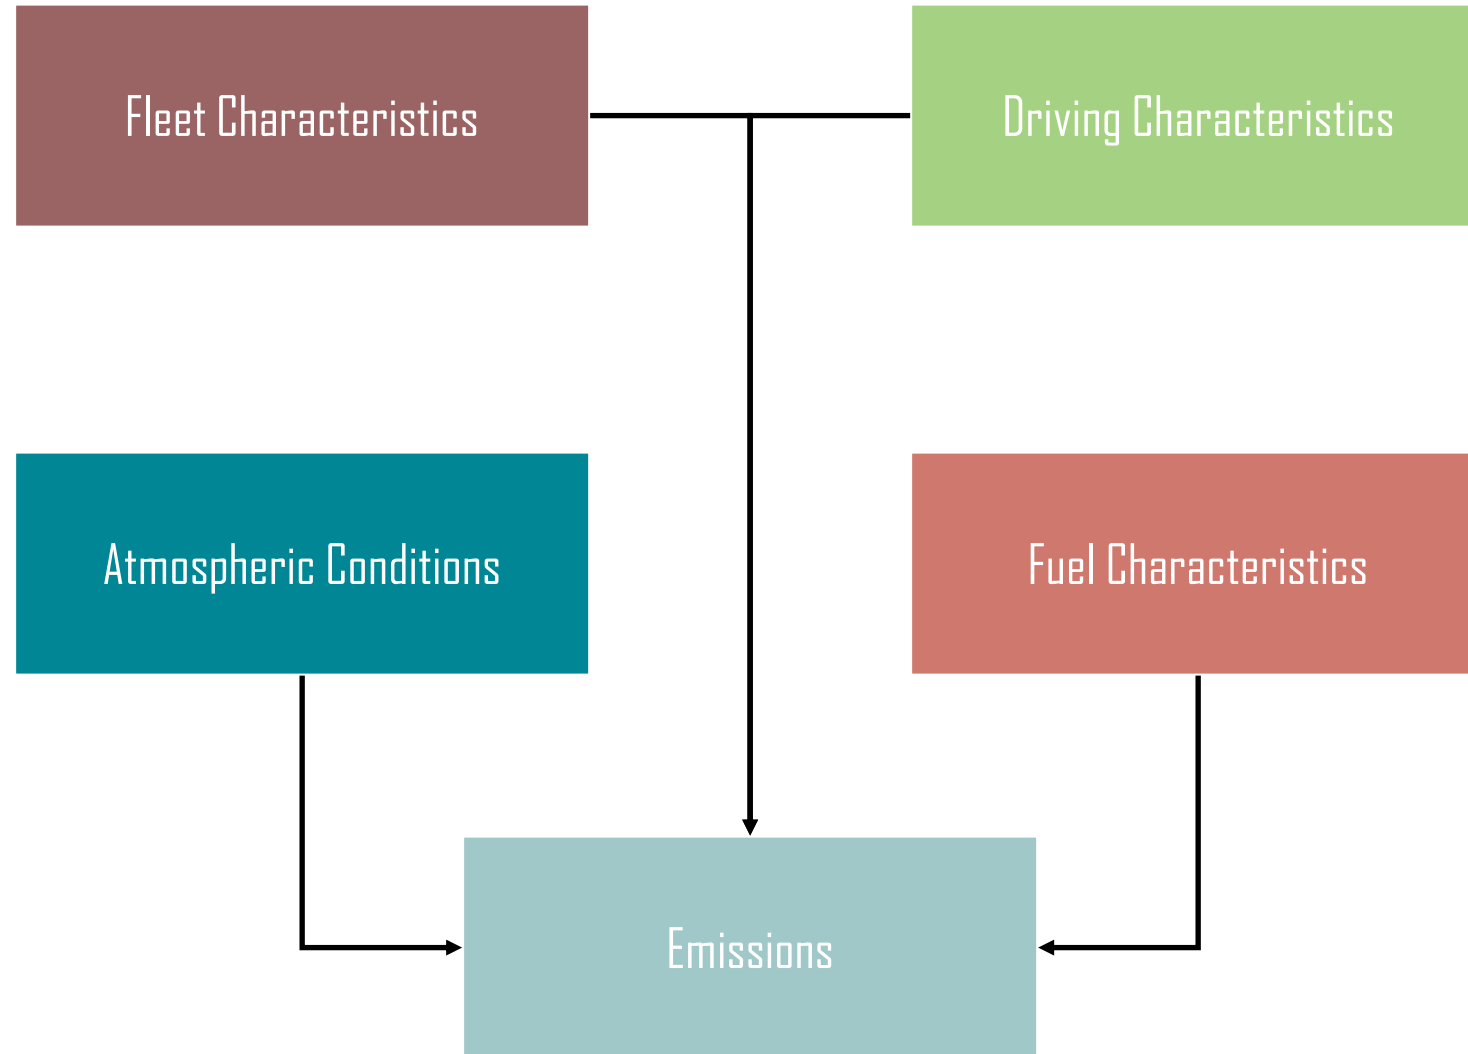 Fleet Characteristics
Driving Characteristics
Atmospheric Conditions
Fuel Characteristics
Emissions